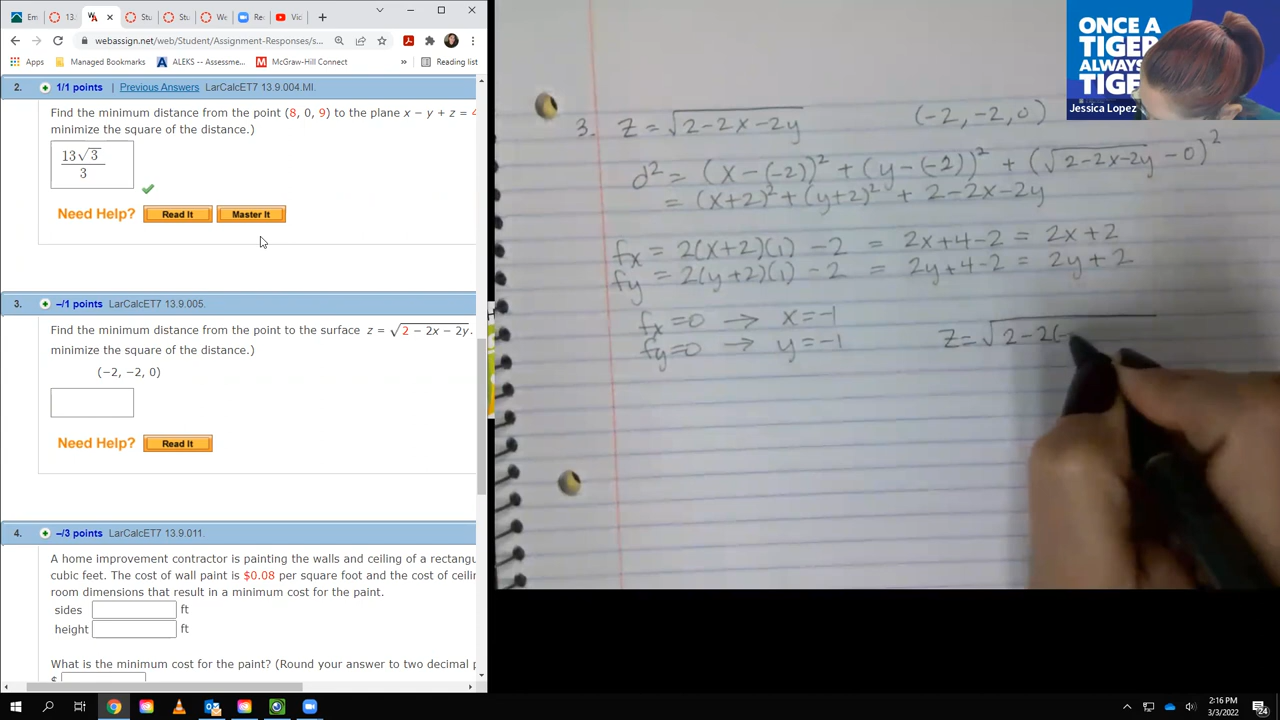 Em
13.
Stu
Stu
We
Re
Vic
webassign.net/web/Student/Assignment-Responses/s...
Apps
Managed Bookmarks
ALEKS -- Assessme...
McGraw-Hill Connect
»
Reading list
2. 1/1 points | Previous Answers LarCalcET7 13.9.004.MI.
Find the minimum distance from the point (8, 0, 9) to the plane x − y + z = 4
minimize the square of the distance.)
13√3
3
Need Help? Read It Master It
3. –/1 points LarCalcET7 13.9.005.
Find the minimum distance from the point to the surface z = √2 − 2x − 2y.
minimize the square of the distance.)
(−2, −2, 0)
Need Help? Read It
4. –/3 points LarCalcET7 13.9.011.
A home improvement contractor is painting the walls and ceiling of a rectangu
cubic feet. The cost of wall paint is $0.08 per square foot and the cost of ceilin
room dimensions that result in a minimum cost for the paint.
sides ft
height ft
What is the minimum cost for the paint? (Round your answer to two decimal p
$
3. z = √2-2x-2y (-2,-2,0)
d² = (x-(-2))² + (y-(-2))² + (√2-2x-2y - 0)²
= (x+2)² + (y+2)² + 2-2x-2y
fx = 2(x+2)(1) - 2 = 2x+4-2 = 2x+2
fy = 2(y+2)(1) - 2 = 2y+4-2 = 2y+2
fx=0 → x=-1
fy=0 → y=-1
z=√2-2(-
ONCE A
TIGER
ALWAYS
TIGE
Jessica Lopez
2:16 PM
3/3/2022
24